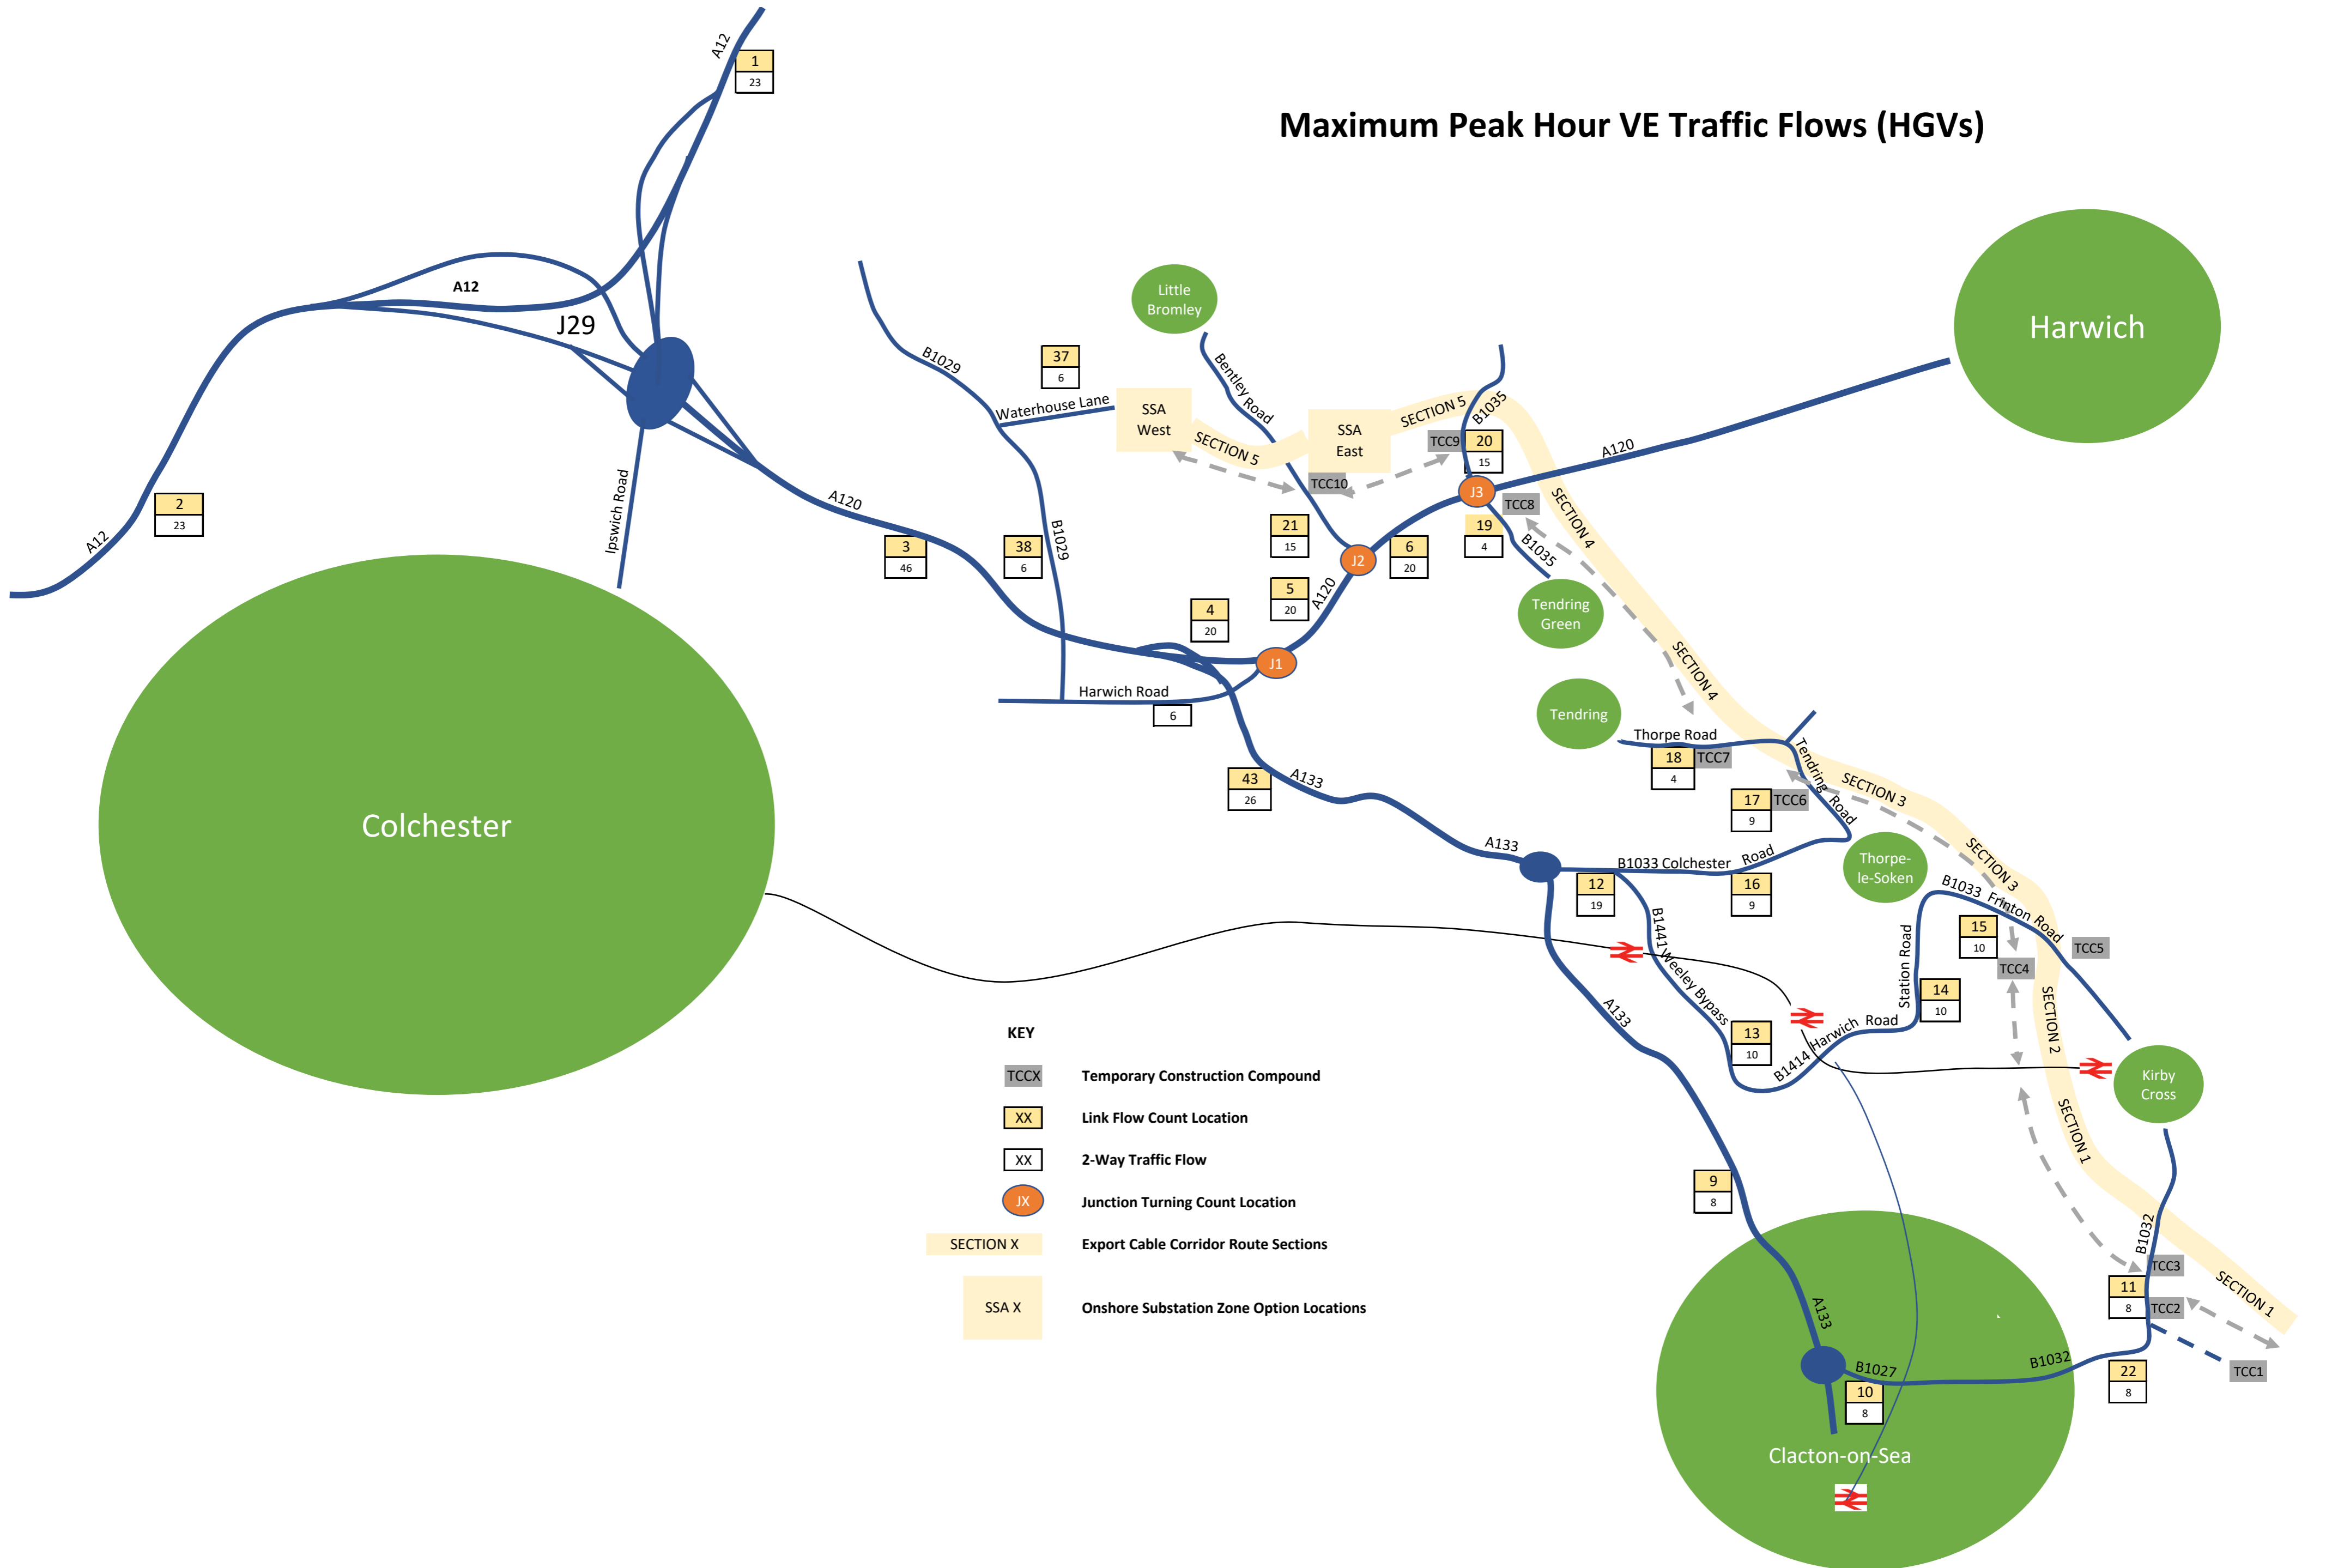 Maximum Peak Hour VE Traffic Flows (HGVs)
A12
1
23
A12
J29
A12
2
23
Ipswich Road
A120
3
46
Colchester
B1029
37
6
Waterhouse Lane
38
6
B1029
Little
Bromley
Bentley Road
SSA
West
SECTION 5
SSA
East
SECTION 5
TCC10
TCC9
B1035
20
15
J3
A120
Harwich
TCC8
19
4
B1035
SECTION 4
21
15
J2
6
20
5
20
A120
4
20
J1
Harwich Road
6
Tendring
Green
SECTION 4
Tendring
Thorpe Road
18
4
TCC7
Tendring Road
17
9
TCC6
SECTION 3
43
26
A133
A133
B1033 Colchester Road
12
19
16
9
Thorpe-
le-Soken
SECTION 3
B1033 Frinton Road
15
10
TCC5
TCC4
B1441 Weeley Bypass
Station Road
14
10
SECTION 2
A133
13
10
B1414 Harwich Road
Kirby
Cross
SECTION 1
KEY
TCCX
Temporary Construction Compound
XX
Link Flow Count Location
XX
2-Way Traffic Flow
JX
Junction Turning Count Location
SECTION X
Export Cable Corridor Route Sections
SSA X
Onshore Substation Zone Option Locations
9
8
B1032
TCC3
11
8
TCC2
SECTION 1
A133
B1027
B1032
TCC1
22
8
10
8
Clacton-on-Sea